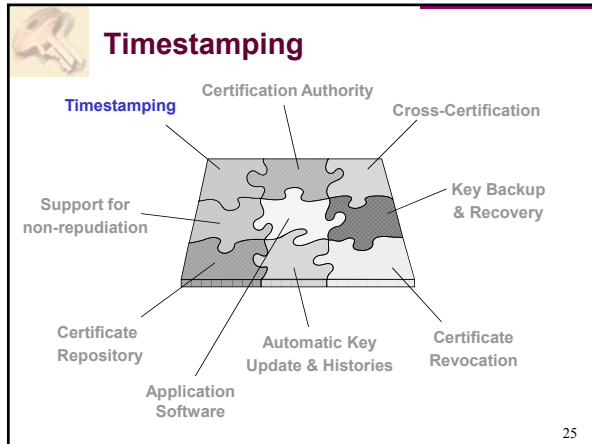 Timestamping
Certification Authority
Timestamping
Cross-Certification
Support for
non-repudiation
Key Backup
& Recovery
Certificate
Repository
Automatic Key
Update & Histories
Certificate
Revocation
Application
Software
25